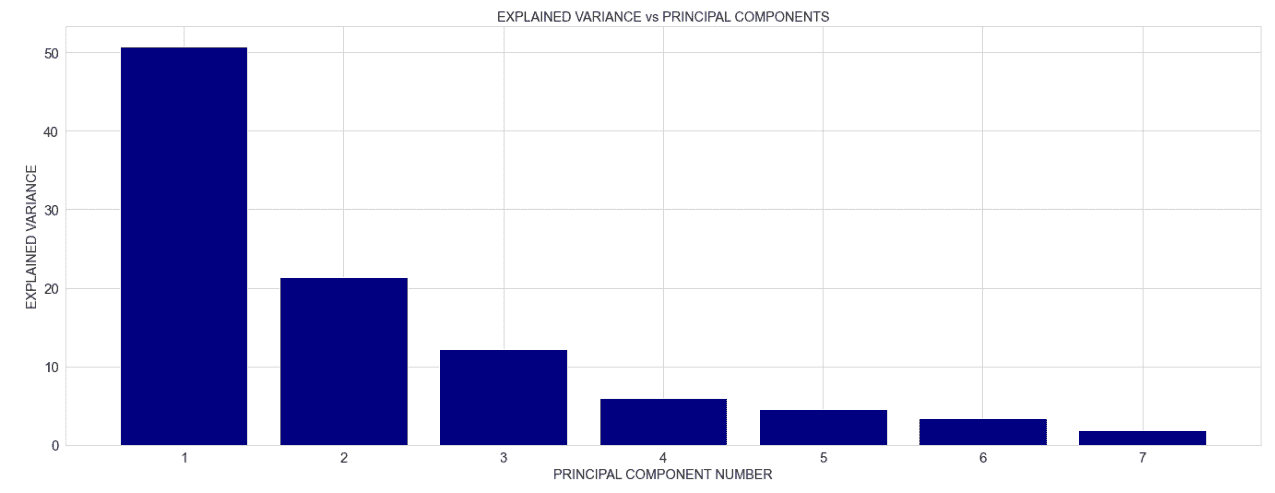 EXPLAINED VARIANCE vs PRINCIPAL COMPONENTS
EXPLAINED VARIANCE
50
40
30
20
10
0
1 2 3 4 5 6 7
PRINCIPAL COMPONENT NUMBER